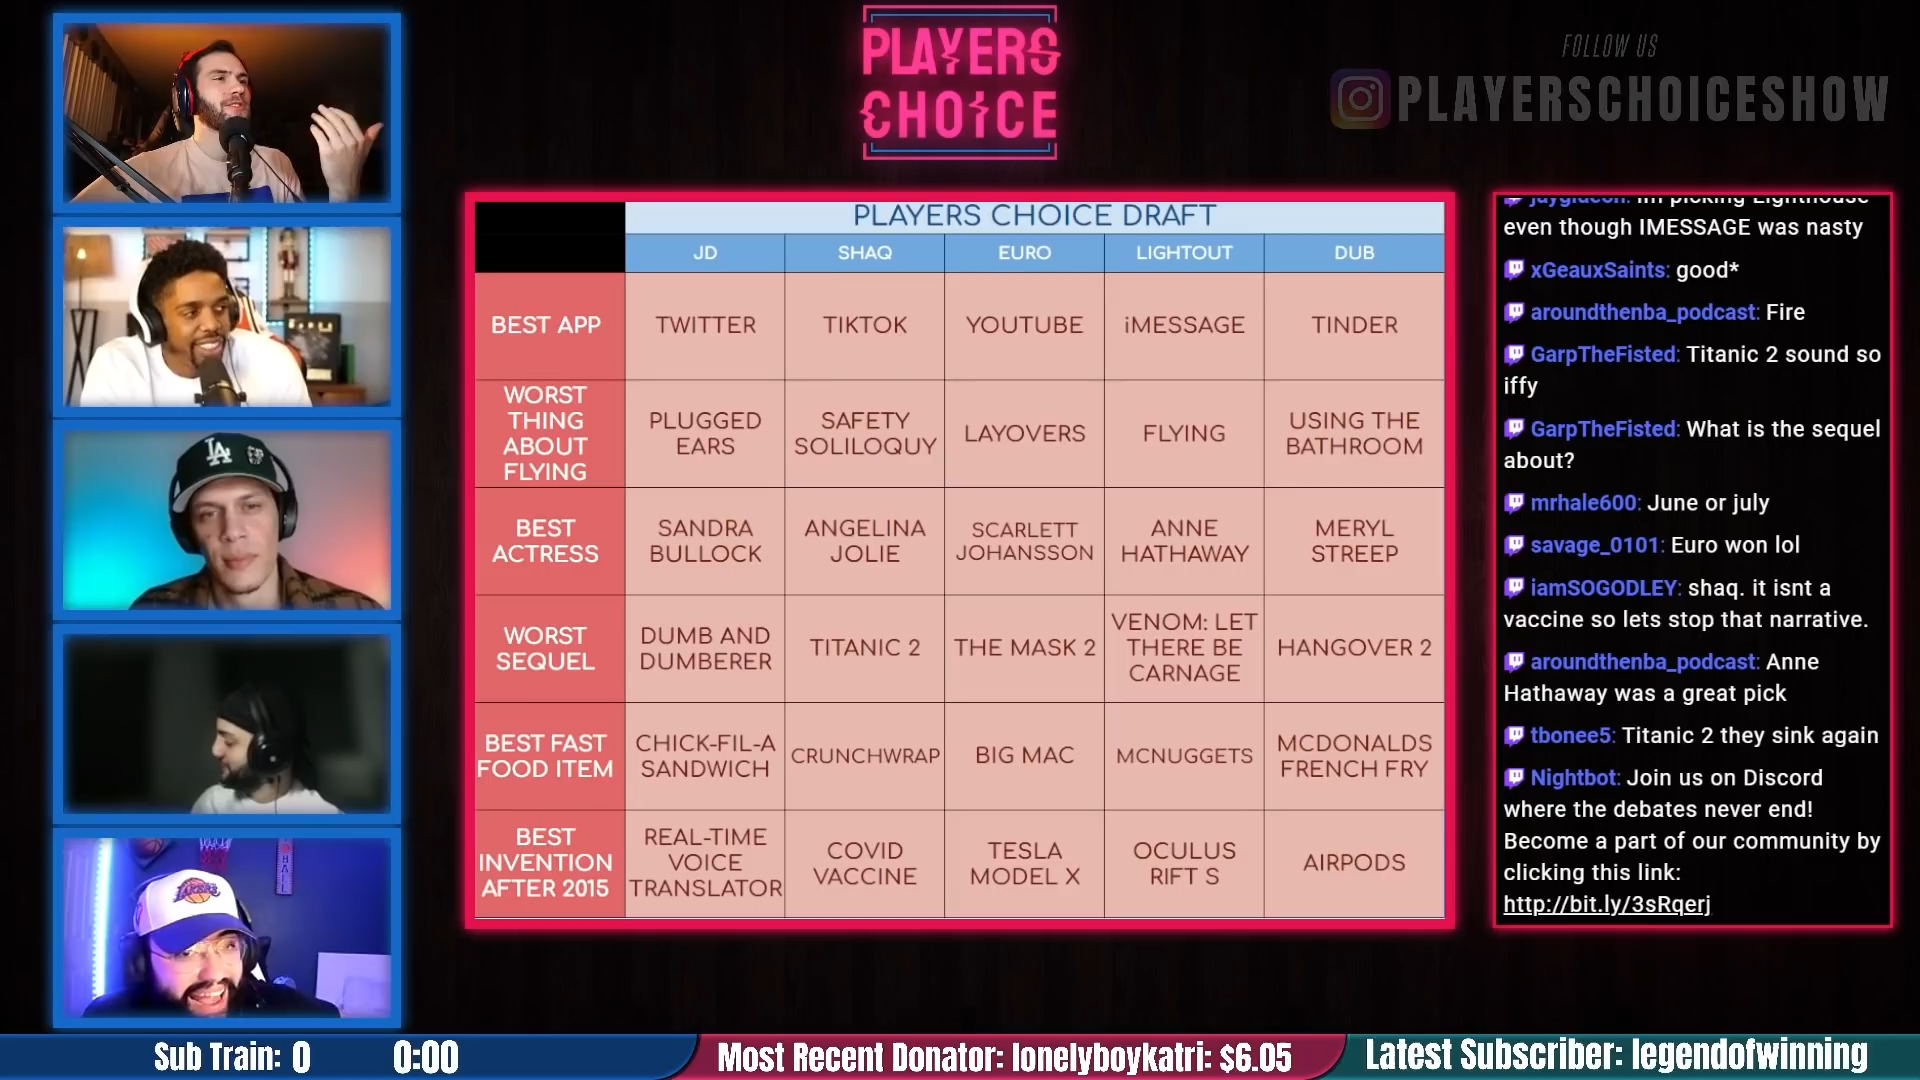 PLAYERS
CHOICE
FOLLOW US
PLAYERSCHOICESHOW
PLAYERS CHOICE DRAFT
JD SHAQ EURO LIGHTOUT DUB
BEST APP
TWITTER
TIKTOK
YOUTUBE
iMESSAGE
TINDER
WORST
THING
ABOUT
FLYING
PLUGGED
EARS
SAFETY
SOLILOQUY
LAYOVERS
FLYING
USING THE
BATHROOM
BEST
ACTRESS
SANDRA
BULLOCK
ANGELINA
JOLIE
SCARLETT
JOHANSSON
ANNE
HATHAWAY
MERYL
STREEP
WORST
SEQUEL
DUMB AND
DUMBERER
TITANIC 2
THE MASK 2
VENOM: LET
THERE BE
CARNAGE
HANGOVER 2
BEST FAST
FOOD ITEM
CHICK-FIL-A
SANDWICH
CRUNCHWRAP
BIG MAC
MCNUGGETS
MCDONALDS
FRENCH FRY
BEST
INVENTION
AFTER 2015
REAL-TIME
VOICE
TRANSLATOR
COVID
VACCINE
TESLA
MODEL X
OCULUS
RIFT S
AIRPODS
jaygideon: Im picking Lighthouse
even though IMESSAGE was nasty
xGeauxSaints: good*
aroundthenba_podcast: Fire
GarpTheFisted: Titanic 2 sound so
iffy
GarpTheFisted: What is the sequel
about?
mrhale600: June or july
savage_0101: Euro won lol
iamSOGODLEY: shaq. it isnt a
vaccine so lets stop that narrative.
aroundthenba_podcast: Anne
Hathaway was a great pick
tbonee5: Titanic 2 they sink again
Nightbot: Join us on Discord
where the debates never end!
Become a part of our community by
clicking this link:
http://bit.ly/3sRqerj
LA
LAKERS
HALL
Sub Train: 0 0:00
Most Recent Donator: lonelyboykatri: $6.05
Latest Subscriber: legendofwinning